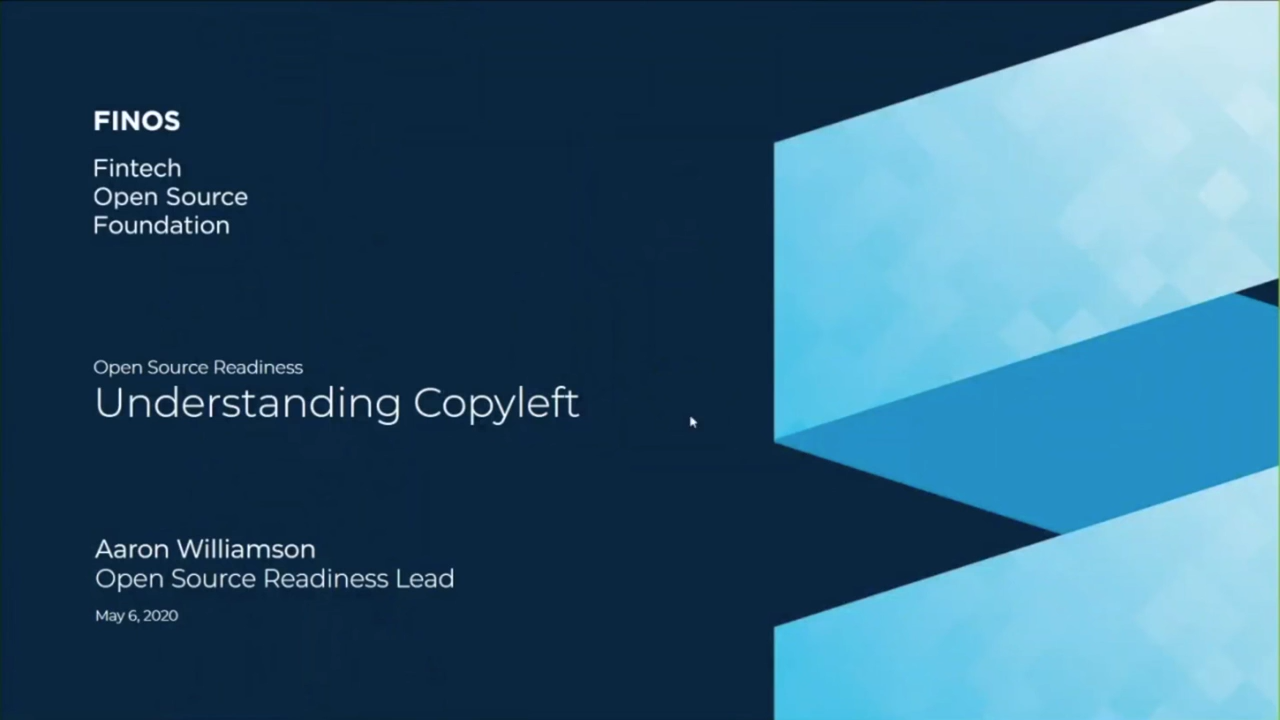 FINOS
Fintech
Open Source
Foundation
Open Source Readiness
Understanding Copyleft
Aaron Williamson
Open Source Readiness Lead
May 6, 2020